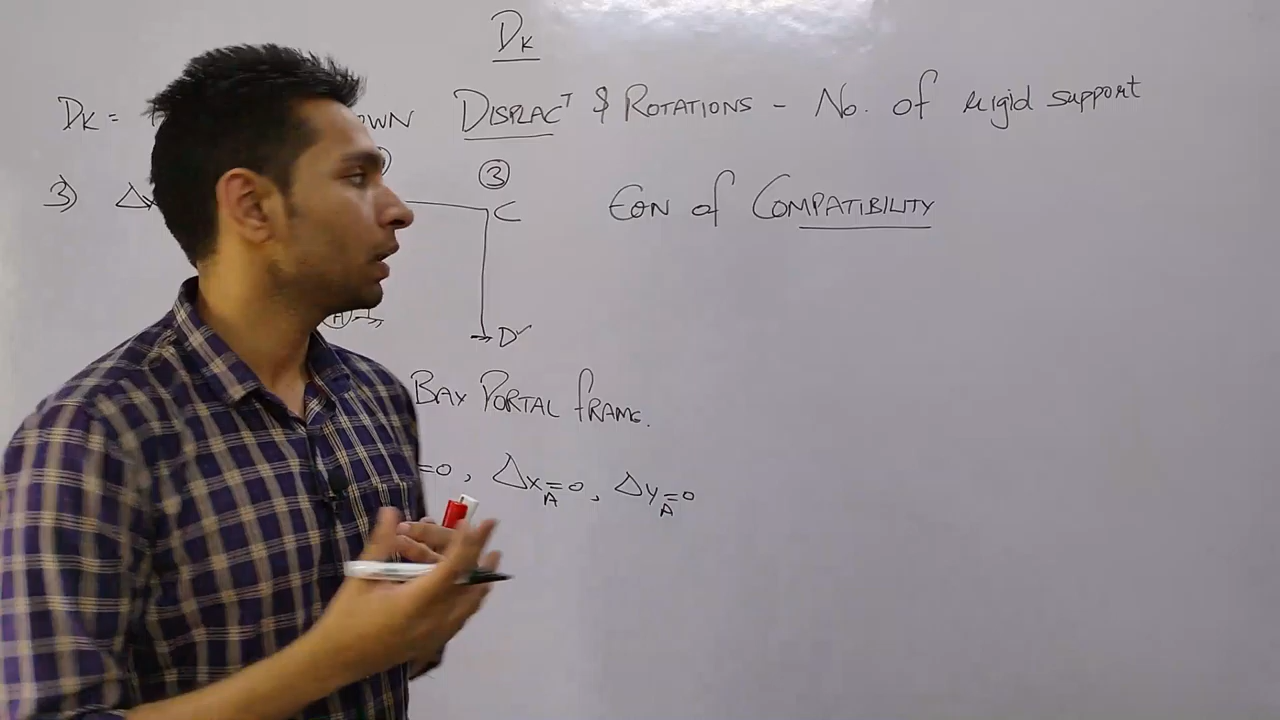 DK
DK = OWN DISPLACT & ROTATIONS - No. of rigid support
3) Δx 3
C EQN of COMPATIBILITY
A D✓
BAY PORTAL FRAME.
=0, ΔxA=0, ΔyA=0